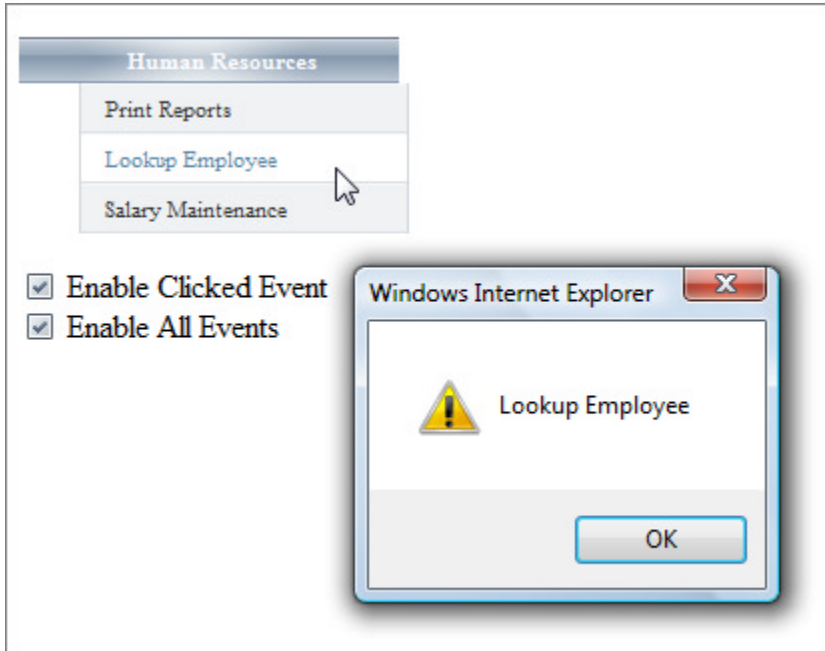 Human Resources
Print Reports
Lookup Employee
Salary Maintenance
Enable Clicked Event
Enable All Events
Windows Internet Explorer
Lookup Employee
OK